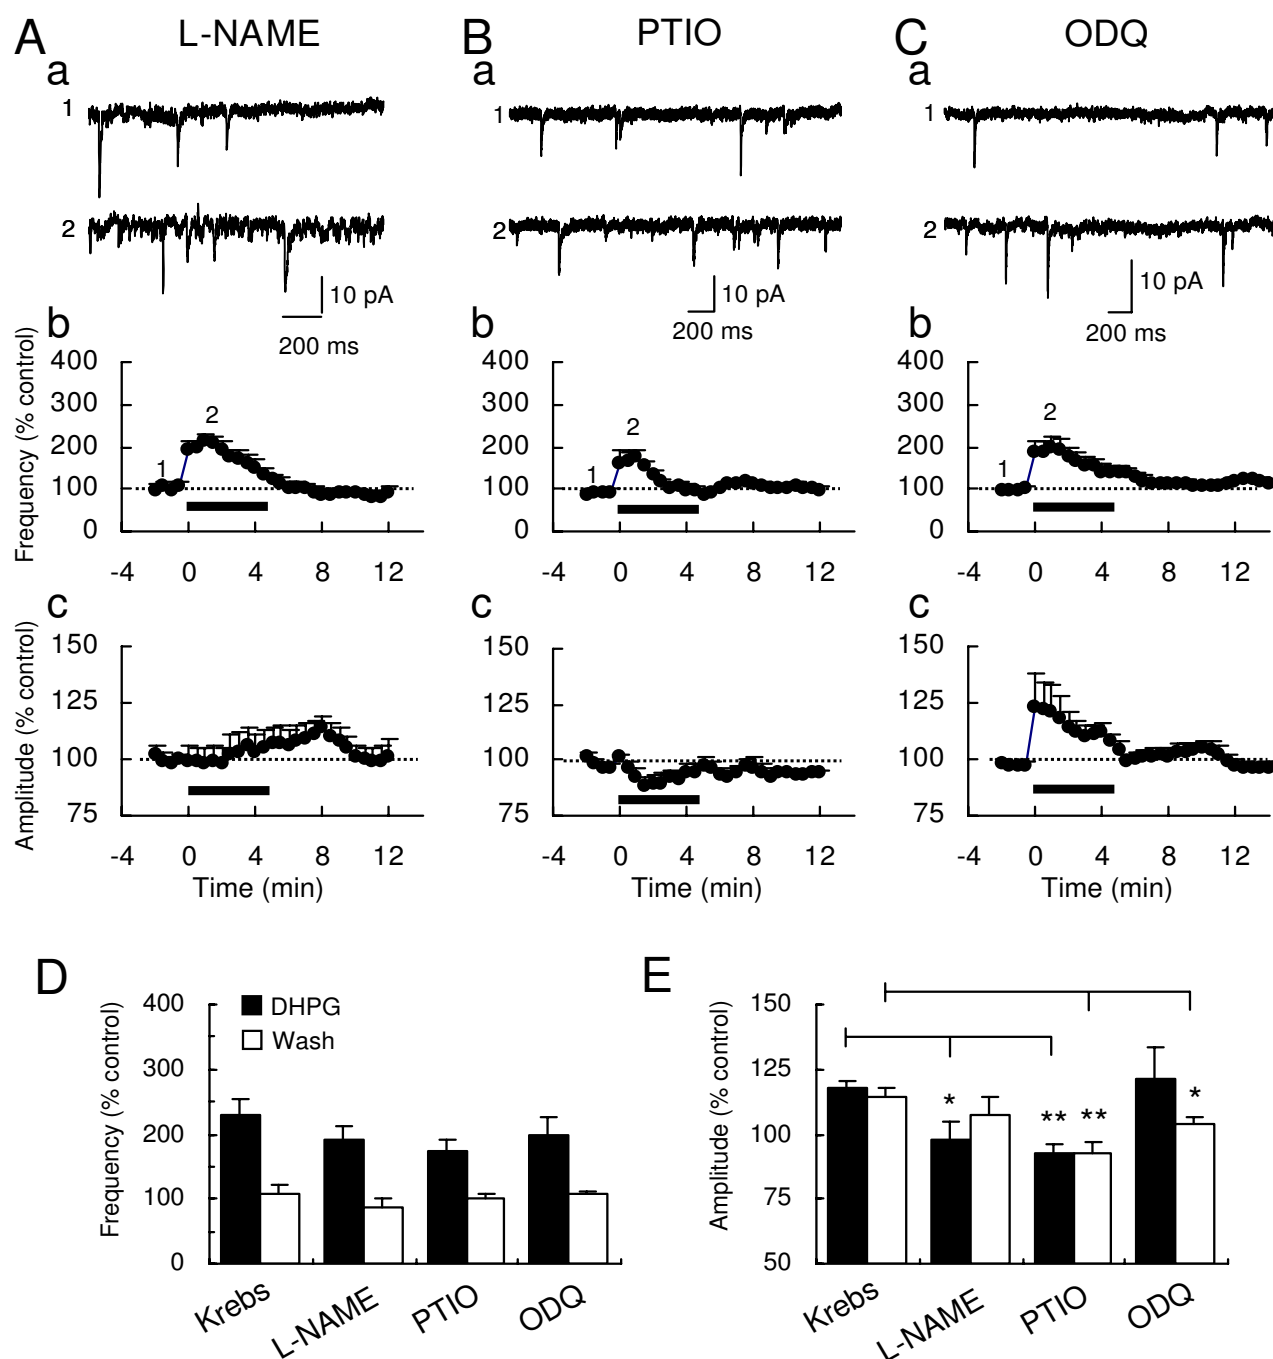 A L-NAME
a
1
2
10 pA
200 ms
b
Frequency (% control)
400
300
200
100
0
1
2
-4 0 4 8 12
c
Amplitude (% control)
150
125
100
75
-4 0 4 8 12
Time (min)
B PTIO
a
1
2
10 pA
200 ms
b
400
300
200
100
0
1
2
-4 0 4 8 12
c
150
125
100
75
-4 0 4 8 12
Time (min)
C ODQ
a
1
2
10 pA
200 ms
b
400
300
200
100
0
1
2
-4 0 4 8 12
c
150
125
100
75
-4 0 4 8 12
Time (min)
D
Frequency (% control)
400
300
200
100
0
DHPG
Wash
Krebs L-NAME PTIO ODQ
E
Amplitude (% control)
150
125
100
75
50
* ** ** *
Krebs L-NAME PTIO ODQ